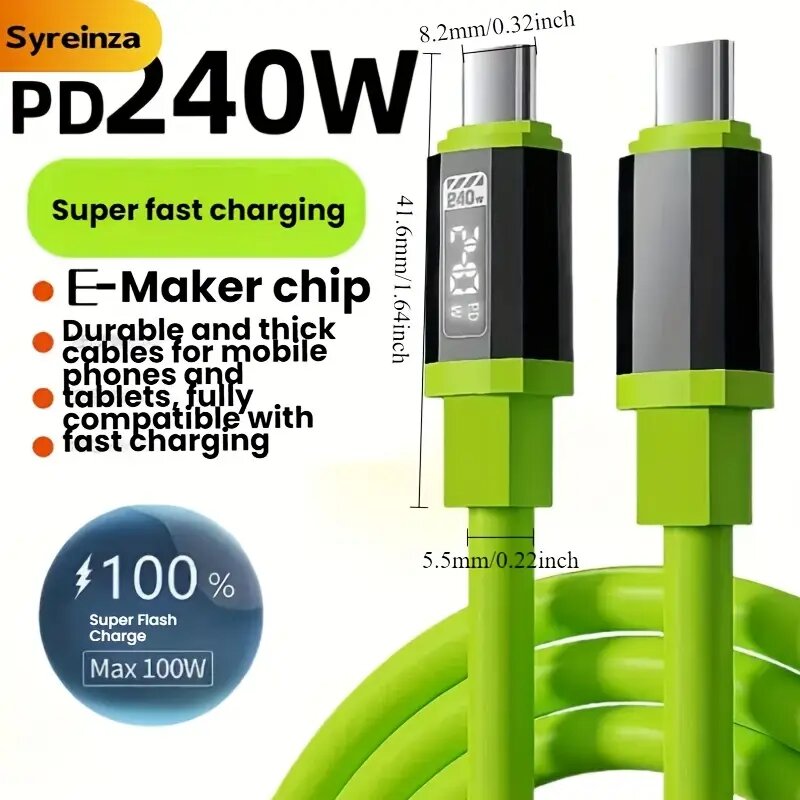 Syreinza
PD240W
Super fast charging
E-Maker chip
Durable and thick
cables for mobile
phones and
tablets, fully
compatible with
fast charging
100%
Super Flash
Charge
Max 100W
8.2mm/0.32inch
41.6mm/1.64inch
240W
240
PD
W
5.5mm/0.22inch